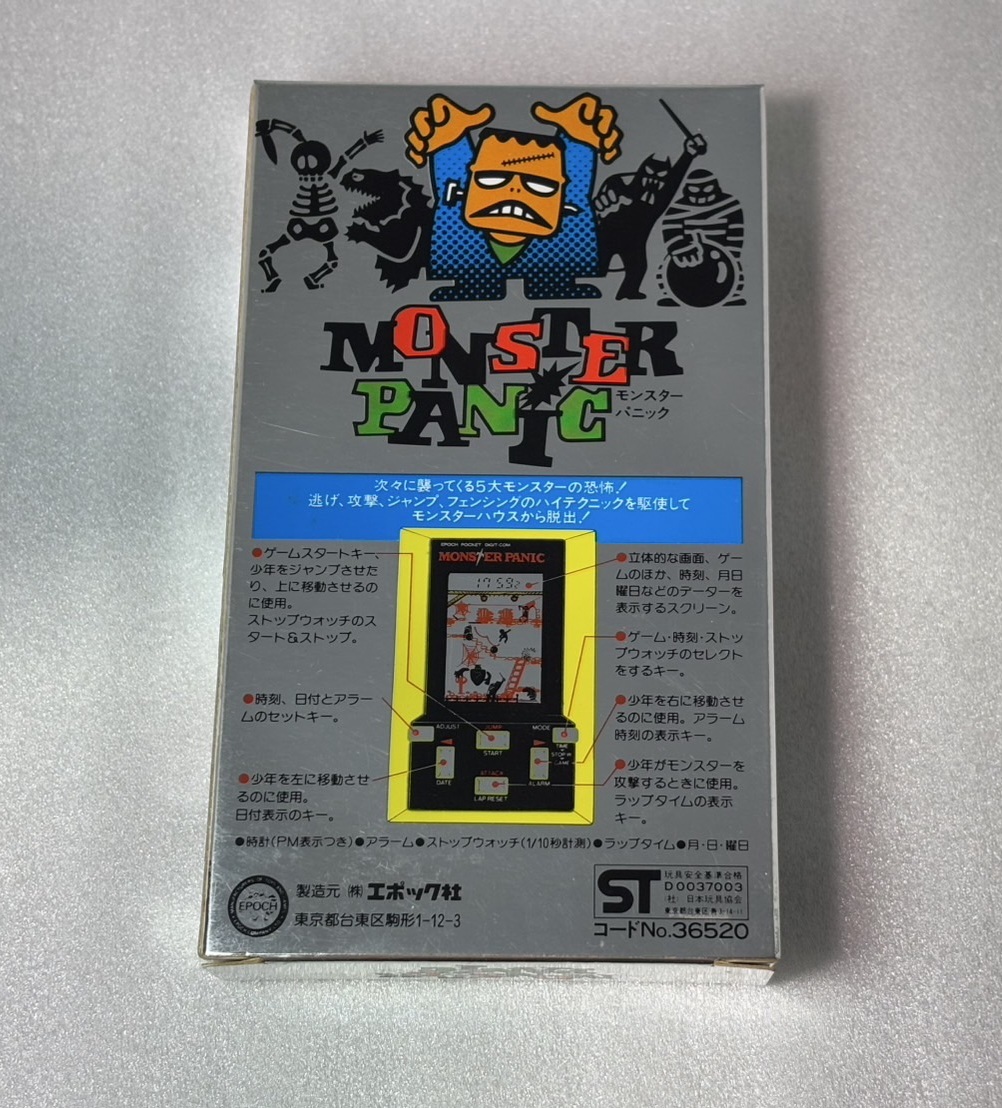 MONSTER
PANIC
モンスター
パニック
次々に襲ってくる5大モンスターの恐怖!
逃げ、攻撃、ジャンプ、フェンシングのハイテクニックを駆使して
モンスターハウスから脱出!
●ゲームスタートキー、
少年をジャンプさせた
り、上に移動させるの
に使用。
ストップウォッチのス
タート&ストップ。
●時刻、日付とアラー
ムのセットキー。
●少年を左に移動させ
るのに使用。
日付表示のキー。
EPOCH POCKET DIGIT-COM
MONSTER PANIC
17:59
ADJUST
JUMP
START
MODE
TIME
STOP.W
GAME
DATE
ATTACK
LAP.RESET
ALARM
●立体的な画面、ゲー
ムのほか、時刻、月日
曜日などのデーターを
表示するスクリーン。
●ゲーム・時刻・ストッ
プウォッチのセレクト
をするキー。
●少年を右に移動させ
るのに使用。アラーム
時刻の表示キー。
●少年がモンスターを
攻撃するときに使用。
ラップタイムの表示
キー。
●時計(PM表示つき)●アラーム●ストップウォッチ(1/10秒計測)●ラップタイム●月・日・曜日
EPOCH
製造元 (株) エポック社
東京都台東区駒形1-12-3
ST
玩具安全基準合格
D0037003
(社)日本玩具協会
コードNo.36520